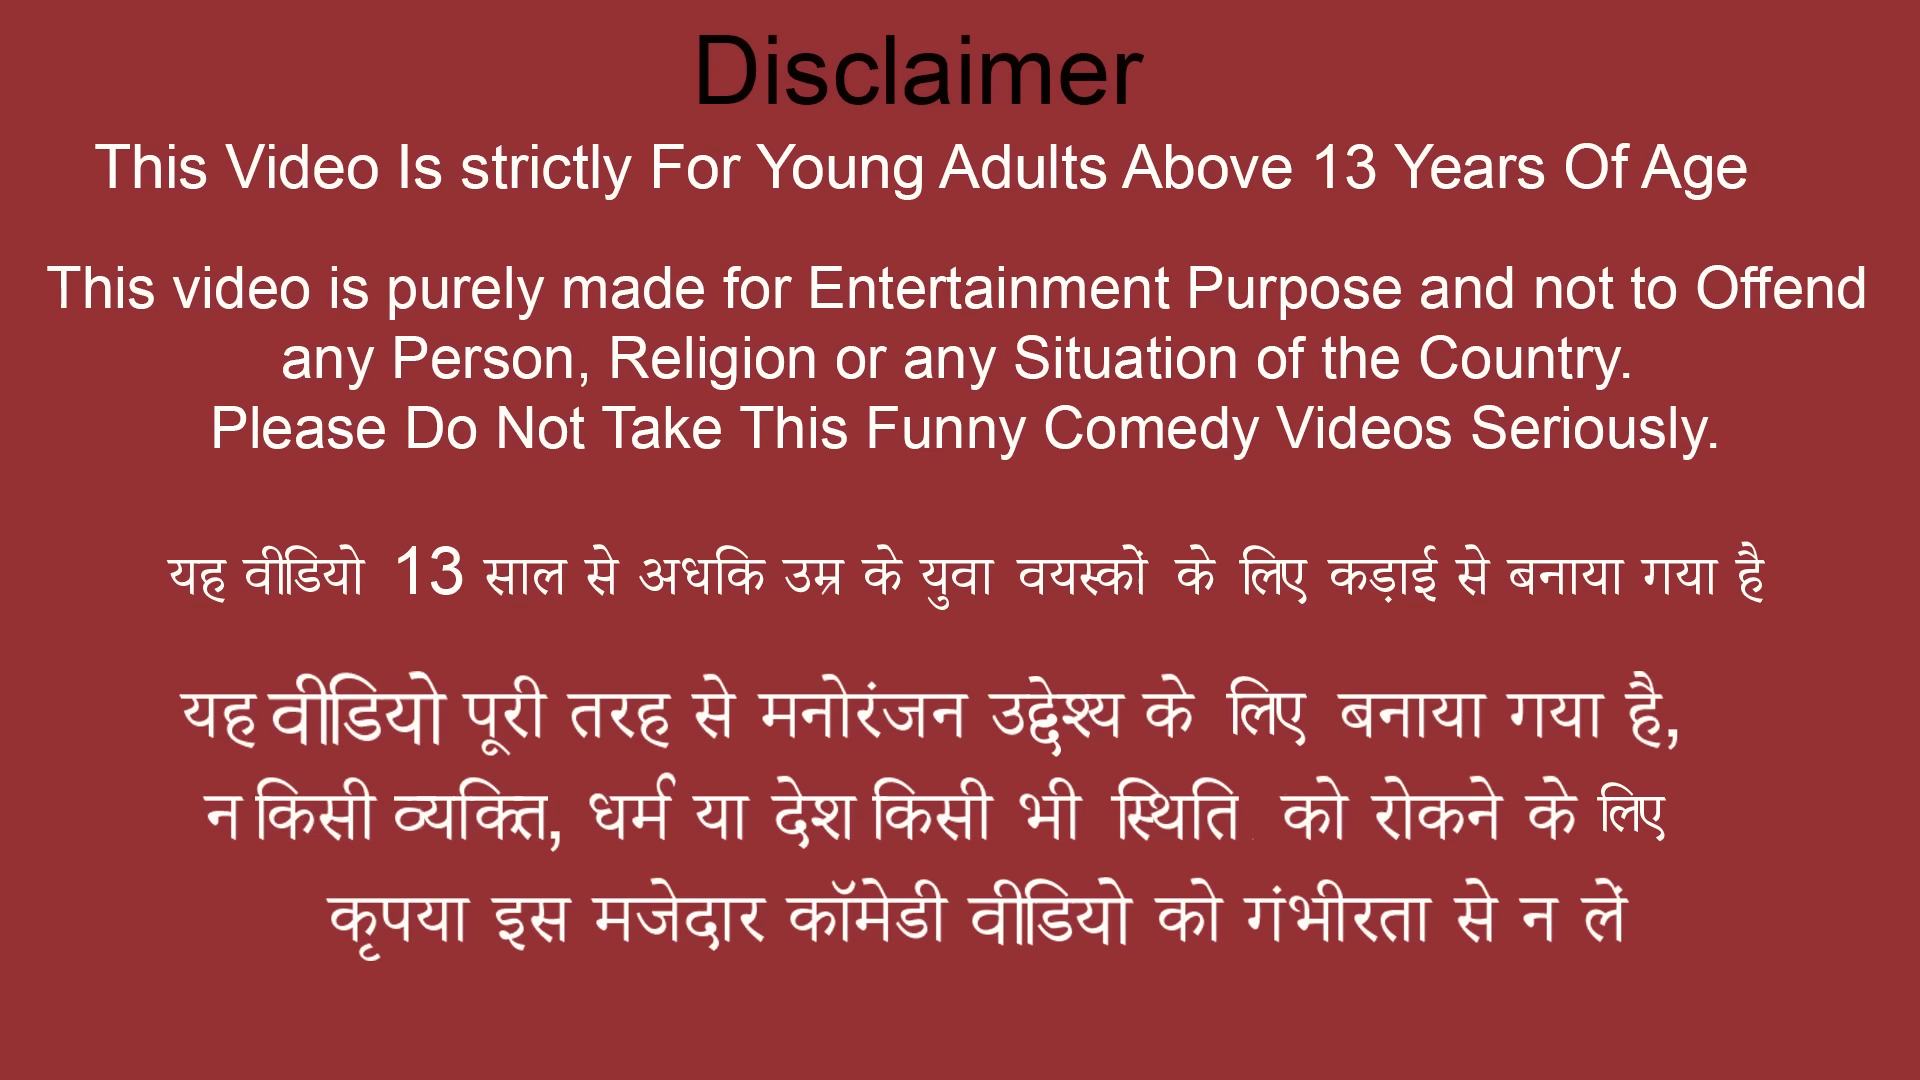 Disclaimer
This Video Is strictly For Young Adults Above 13 Years Of Age
This video is purely made for Entertainment Purpose and not to Offend
any Person, Religion or any Situation of the Country.
Please Do Not Take This Funny Comedy Videos Seriously.
यह वीडियो 13 साल से अधकि उम्र के युवा वयस्कों के लिए कड़ाई से बनाया गया है
यह वीडियो पूरी तरह से मनोरंजन उद्देश्य के लिए बनाया गया है,
न किसी व्यक्ति, धर्म या देश किसी भी स्थिति को रोकने के लिए
कृपया इस मजेदार कॉमेडी वीडियो को गंभीरता से न लें